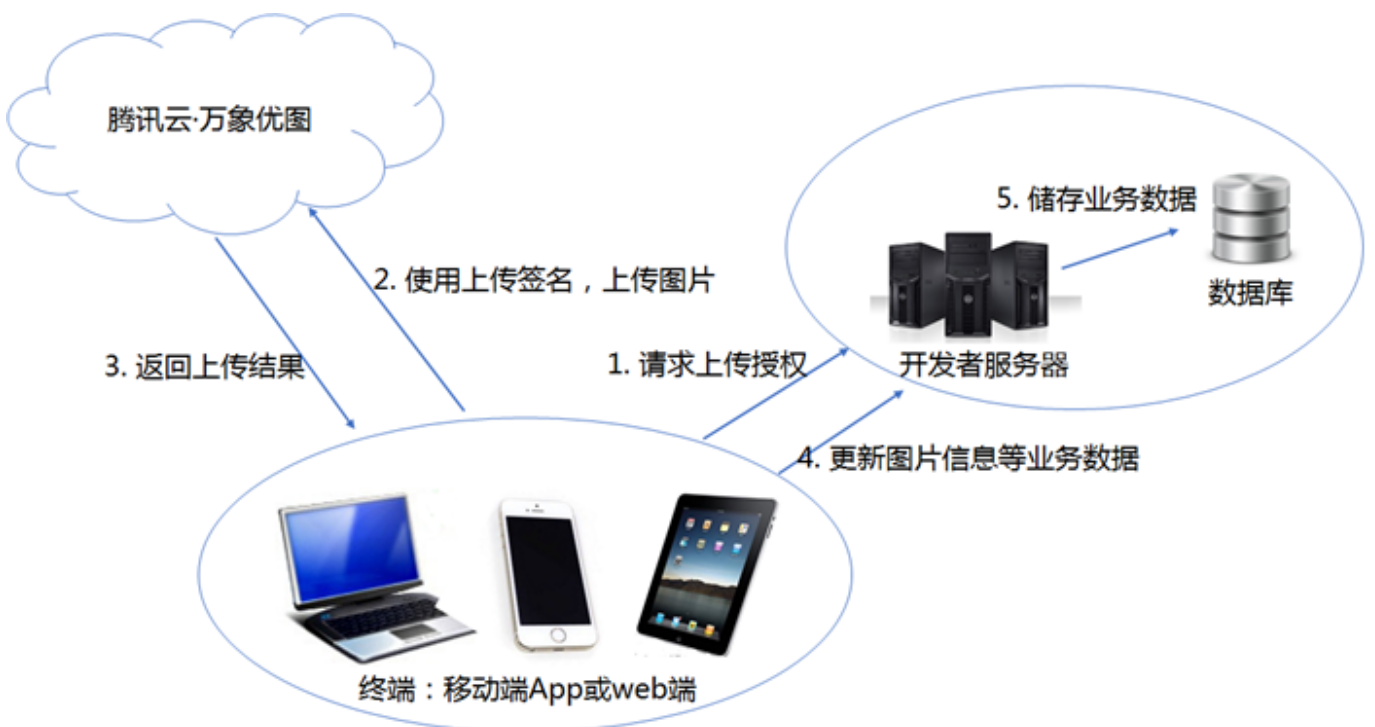 腾讯云·万象优图
5. 储存业务数据
2. 使用上传签名，上传图片
数据库
3. 返回上传结果
1. 请求上传授权
开发者服务器
4. 更新图片信息等业务数据
终端：移动端App或web端